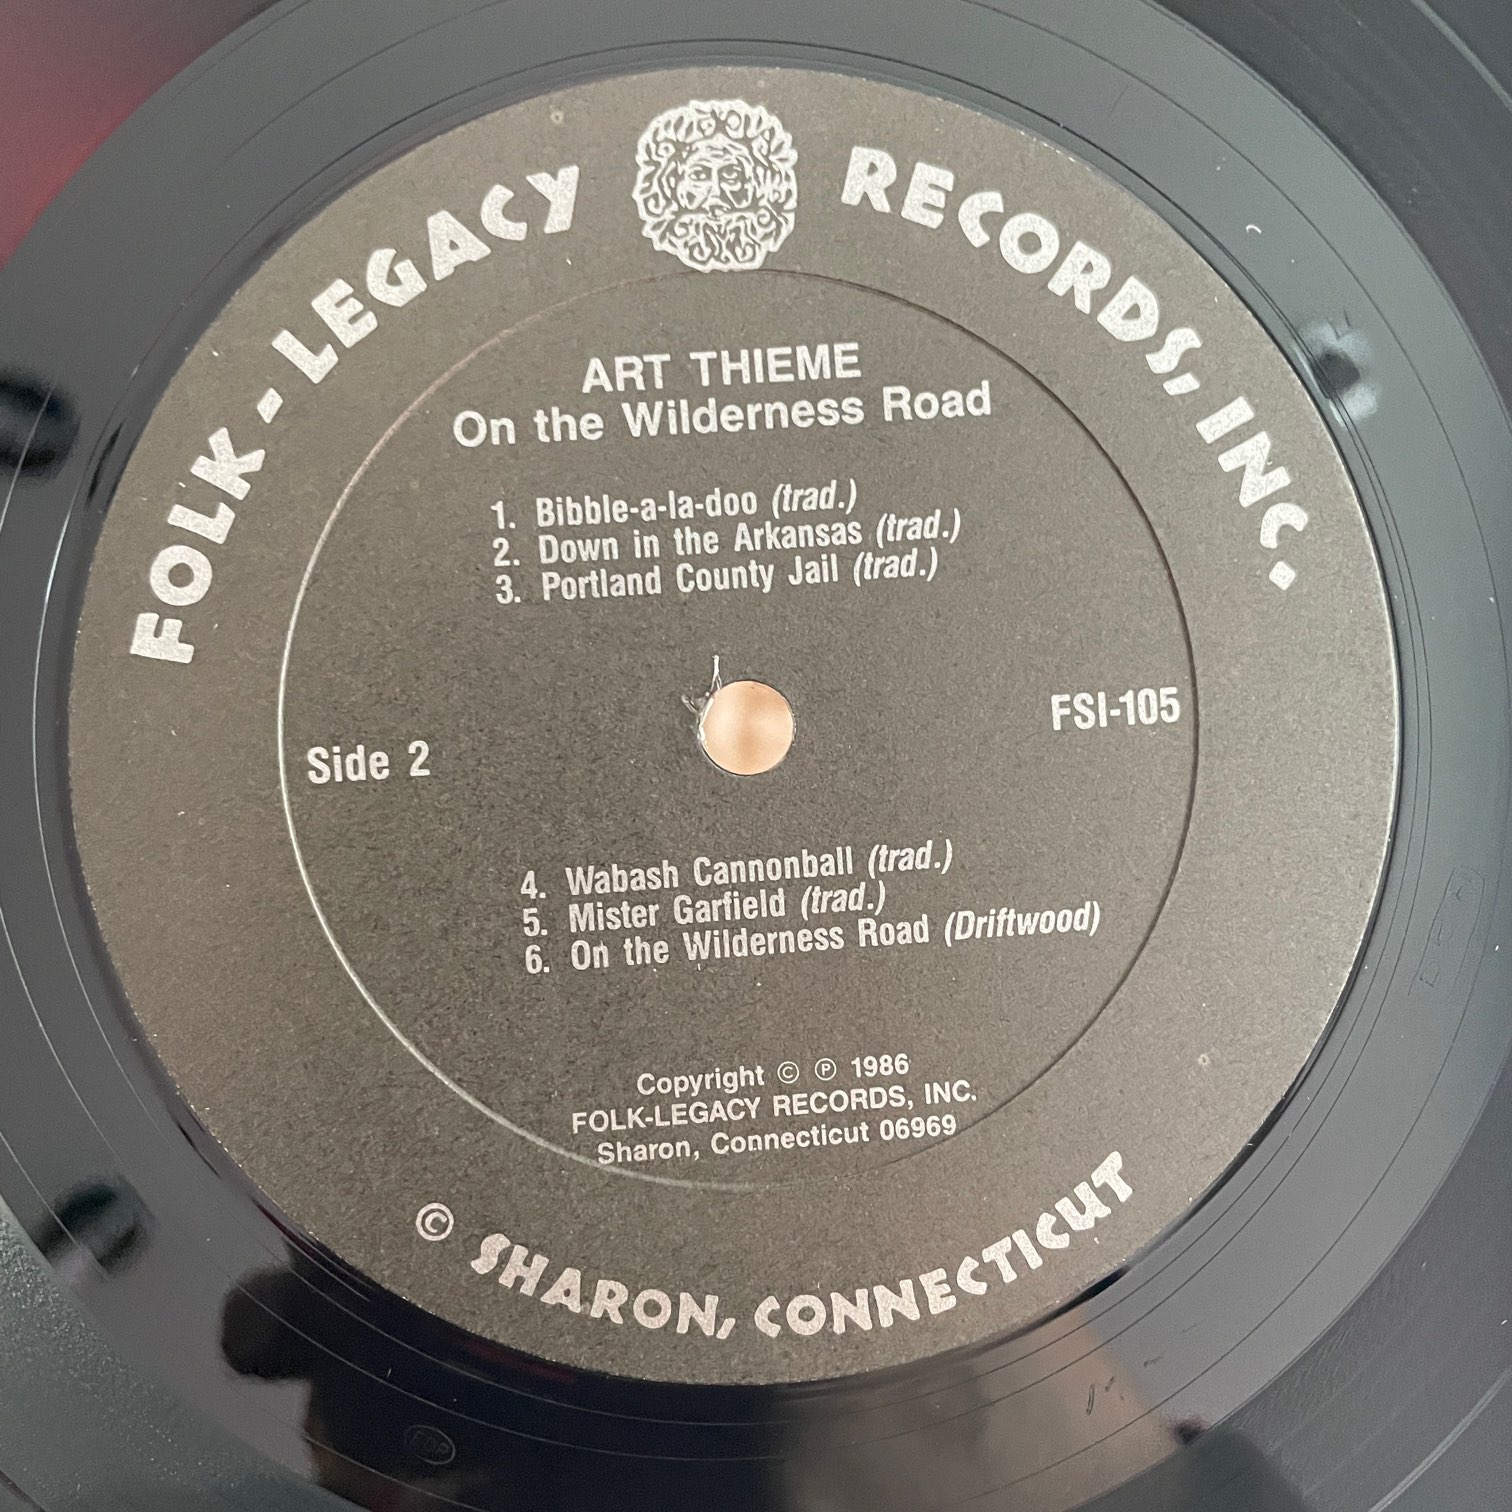 FOLK - LEGACY RECORDS, INC.
ART THIEME
On the Wilderness Road
1. Bibble-a-la-doo (trad.)
2. Down in the Arkansas (trad.)
3. Portland County Jail (trad.)
FSI-105
Side 2
4. Wabash Cannonball (trad.)
5. Mister Garfield (trad.)
6. On the Wilderness Road (Driftwood)
Copyright © ℗ 1986
FOLK-LEGACY RECORDS, INC.
Sharon, Connecticut 06969
© SHARON, CONNECTICUT